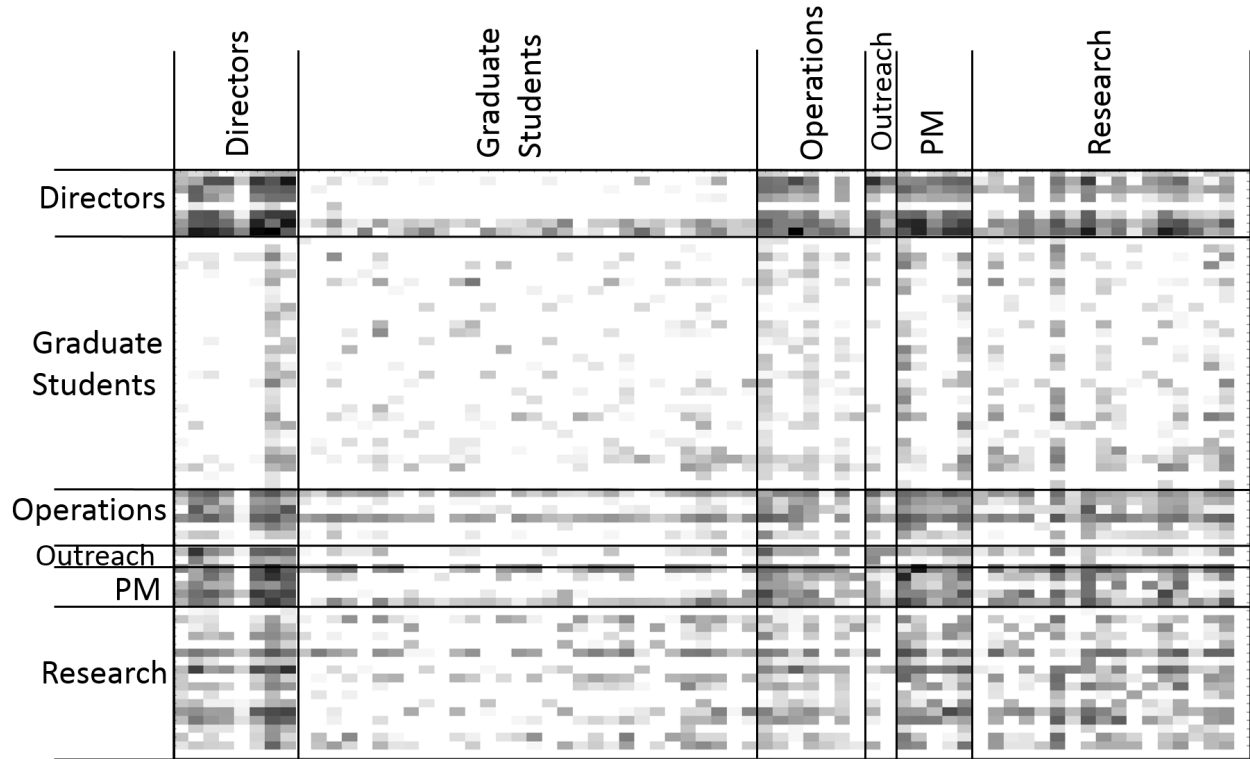 Directors
Graduate
Students
Operations
Outreach
PM
Research
Directors
Graduate
Students
Operations
Outreach
PM
Research